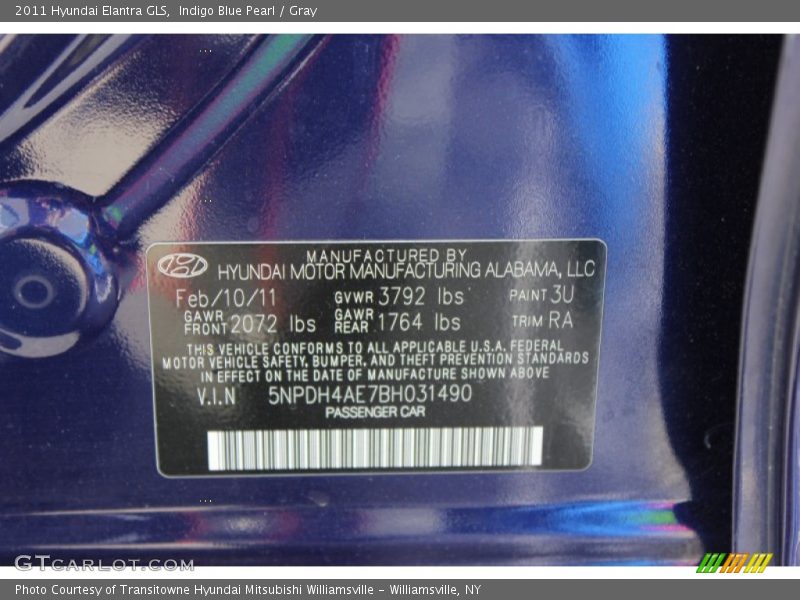 2011 Hyundai Elantra GLS,  Indigo Blue Pearl / Gray
MANUFACTURED BY
HYUNDAI MOTOR MANUFACTURING ALABAMA, LLC
Feb/10/11 GVWR 3792 lbs PAINT 3U
GAWR FRONT 2072 lbs GAWR REAR 1764 lbs TRIM RA
THIS VEHICLE CONFORMS TO ALL APPLICABLE U.S.A. FEDERAL
MOTOR VEHICLE SAFETY, BUMPER, AND THEFT PREVENTION STANDARDS
IN EFFECT ON THE DATE OF MANUFACTURE SHOWN ABOVE
V.I.N 5NPDH4AE7BH031490
PASSENGER CAR
GTCARLOT.COM
Photo Courtesy of Transitowne Hyundai Mitsubishi Williamsville - Williamsville, NY